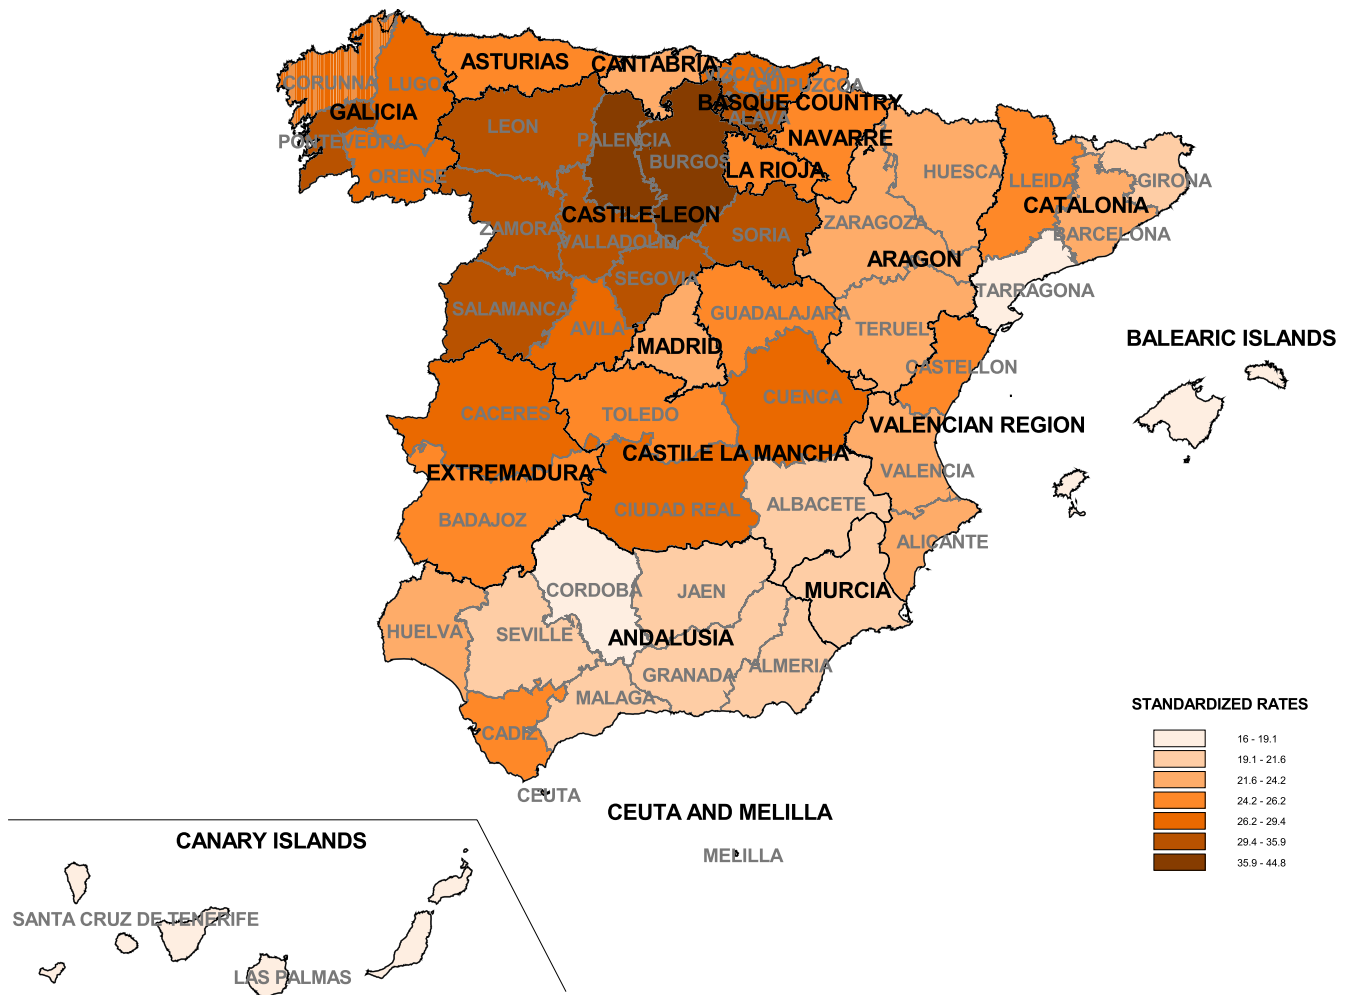 ASTURIAS
CANTABRIA
VIZCAYA
GUIPUZCOA
CORUNNA
LUGO
BASQUE COUNTRY
GALICIA
ALAVA
LEON
PALENCIA
NAVARRE
PONTEVEDRA
BURGOS
LA RIOJA
HUESCA
ORENSE
LLEIDA
GIRONA
CATALONIA
CASTILE-LEON
ZARAGOZA
ZAMORA
VALLADOLID
SORIA
BARCELONA
ARAGON
SEGOVIA
TARRAGONA
SALAMANCA
GUADALAJARA
AVILA
TERUEL
BALEARIC ISLANDS
MADRID
CASTELLON
CUENCA
CACERES
TOLEDO
VALENCIAN REGION
CASTILE LA MANCHA
EXTREMADURA
VALENCIA
ALBACETE
CIUDAD REAL
BADAJOZ
ALICANTE
CORDOBA
JAEN
MURCIA
HUELVA
SEVILLE
ANDALUSIA
ALMERIA
GRANADA
MALAGA
CADIZ
CEUTA
CEUTA AND MELILLA
MELILLA
CANARY ISLANDS
SANTA CRUZ DE TENERIFE
LAS PALMAS
STANDARDIZED RATES
16 - 19.1
19.1 - 21.6
21.6 - 24.2
24.2 - 26.2
26.2 - 29.4
29.4 - 35.9
35.9 - 44.8